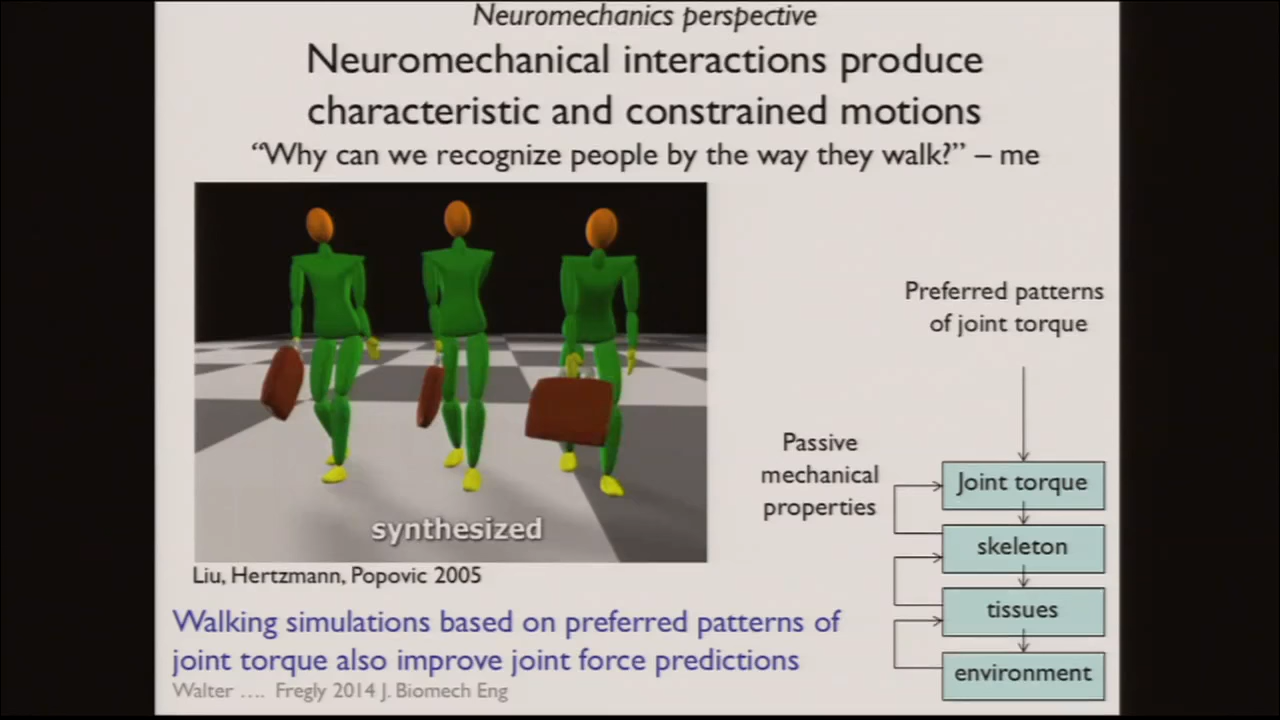 Neuromechanics perspective
Neuromechanical interactions produce
characteristic and constrained motions
“Why can we recognize people by the way they walk?” – me
synthesized
Liu, Hertzmann, Popovic 2005
Walking simulations based on preferred patterns of
joint torque also improve joint force predictions
Walter .... Fregly 2014 J. Biomech Eng
Preferred patterns
of joint torque
Passive
mechanical
properties
Joint torque
skeleton
tissues
environment